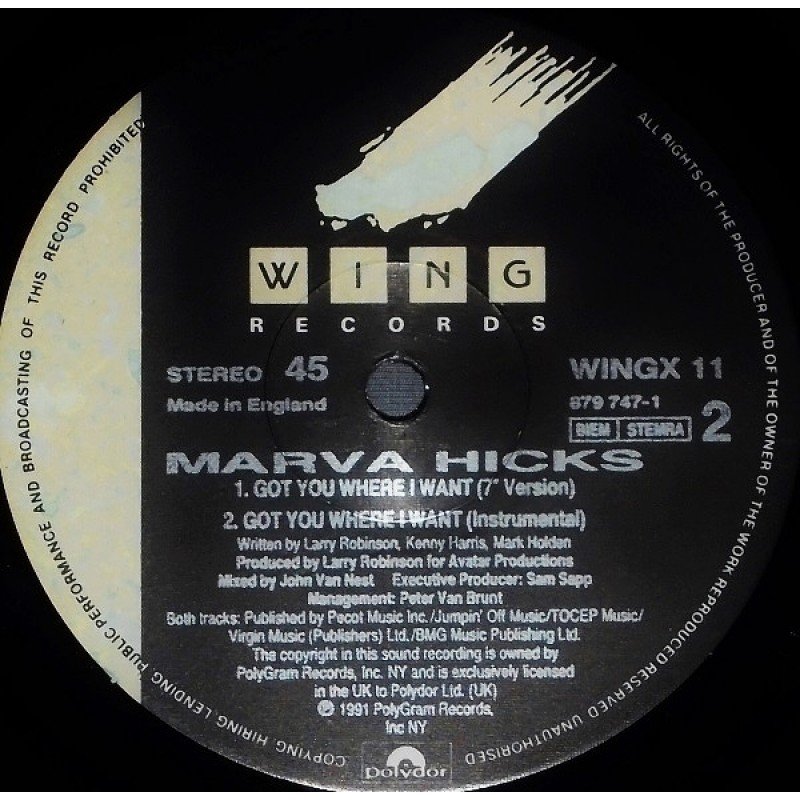 WING
RECORDS
STEREO 45
WINGX 11
Made in England
879 747-1
BIEM STEMRA 2
MARVA HICKS
1. GOT YOU WHERE I WANT (7" Version)
2. GOT YOU WHERE I WANT (Instrumental)
Written by Larry Robinson, Kenny Harris, Mark Holden
Produced by Larry Robinson for Avatar Productions
Mixed by John Van Nest Executive Producer: Sam Sapp
Management: Peter Van Brunt
Both tracks: Published by Pecot Music Inc./Jumpin' Off Music/TOCEP Music/
Virgin Music (Publishers) Ltd./BMG Music Publishing Ltd.
The copyright in this sound recording is owned by
PolyGram Records, Inc. NY and is exclusively licensed
in the UK to Polydor Ltd. (UK)
℗ 1991 PolyGram Records,
Inc NY
polydor
ALL RIGHTS OF THE PRODUCER AND OF THE OWNER OF THE WORK REPRODUCED RESERVED UNAUTHORISED COPYING HIRING LENDING PUBLIC PERFORMANCE AND BROADCASTING OF THIS RECORD PROHIBITED